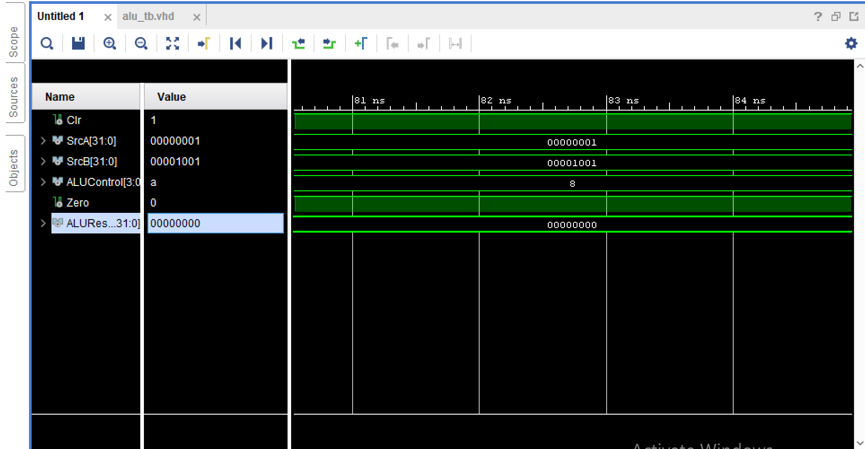 Untitled 1 × alu_tb.vhd ×
?
Scope
Sources
Objects
Name Value
81 ns 82 ns 83 ns 84 ns
Clr 1
> SrcA[31:0] 00000001 00000001
> SrcB[31:0] 00001001 00001001
> ALUControl[3:0 a 8
Zero 0
> ALURes...31:0] 00000000 00000000
Activate Windows